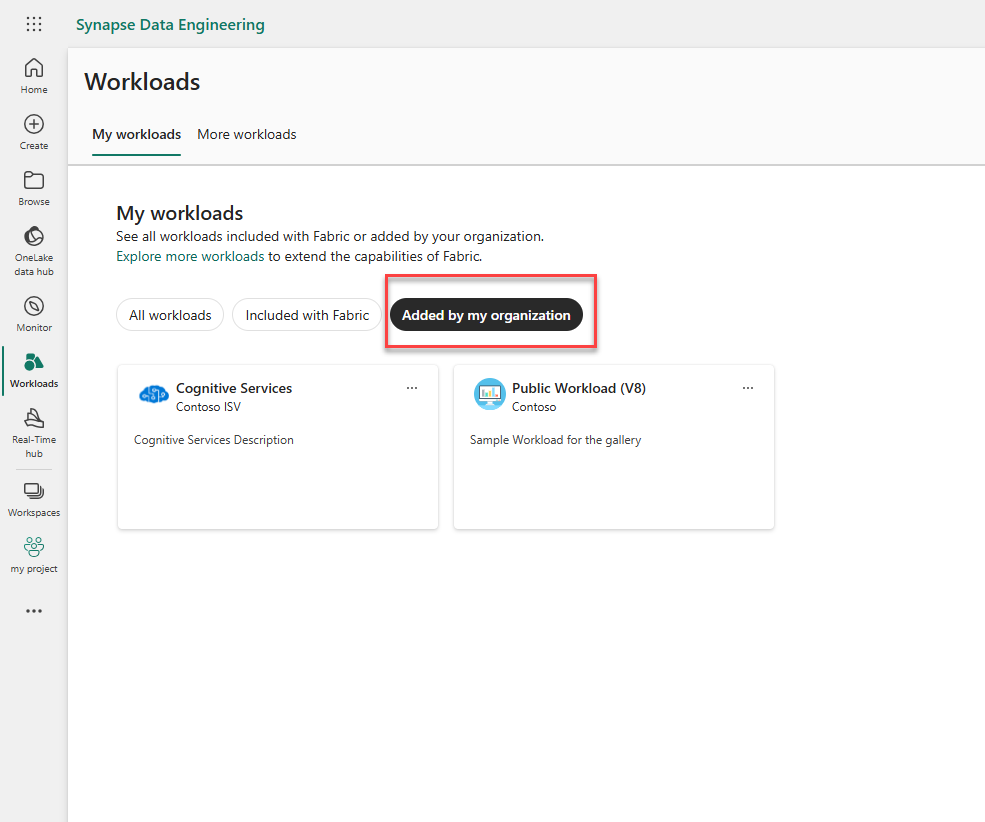 Synapse Data Engineering
Home
Create
Browse
OneLake
data hub
Monitor
Workloads
Real-Time
hub
Workspaces
my project
Workloads
My workloads
More workloads
My workloads
See all workloads included with Fabric or added by your organization.
Explore more workloads to extend the capabilities of Fabric.
All workloads
Included with Fabric
Added by my organization
Cognitive Services
Contoso ISV
Cognitive Services Description
Public Workload (V8)
Contoso
Sample Workload for the gallery